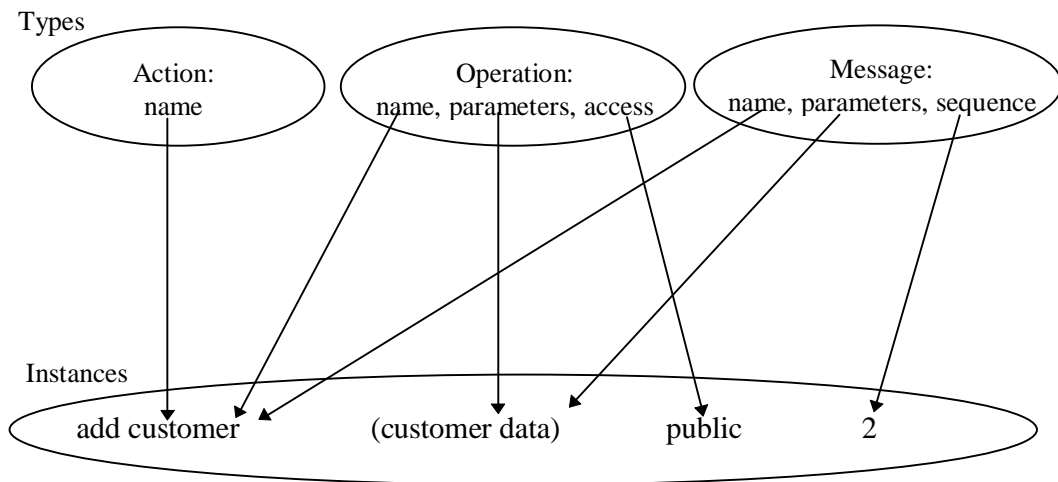 Types
Action:
name
Operation:
name, parameters, access
Message:
name, parameters, sequence
Instances
add customer
(customer data)
public
2